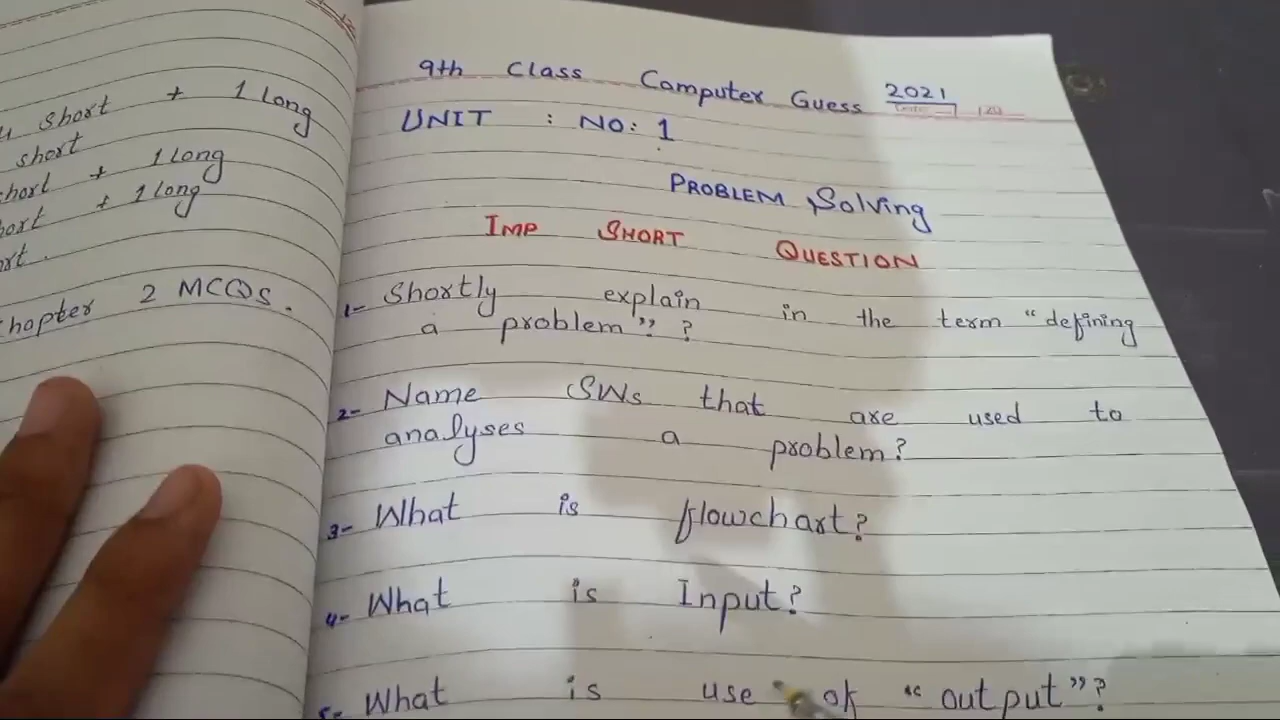 short + 1 long
short
short + 1 long
+ 1 long
Chapter 2 MCQs.
9th Class Computer Guess 2021
UNIT : NO: 1
PROBLEM Solving
IMP SHORT QUESTION
1- Shortly explain in the term "defining
a problem"?
2- Name SWs that are used to
analyses a problem?
3- What is flowchart?
4- What is Input?
5- What is use of "output"?